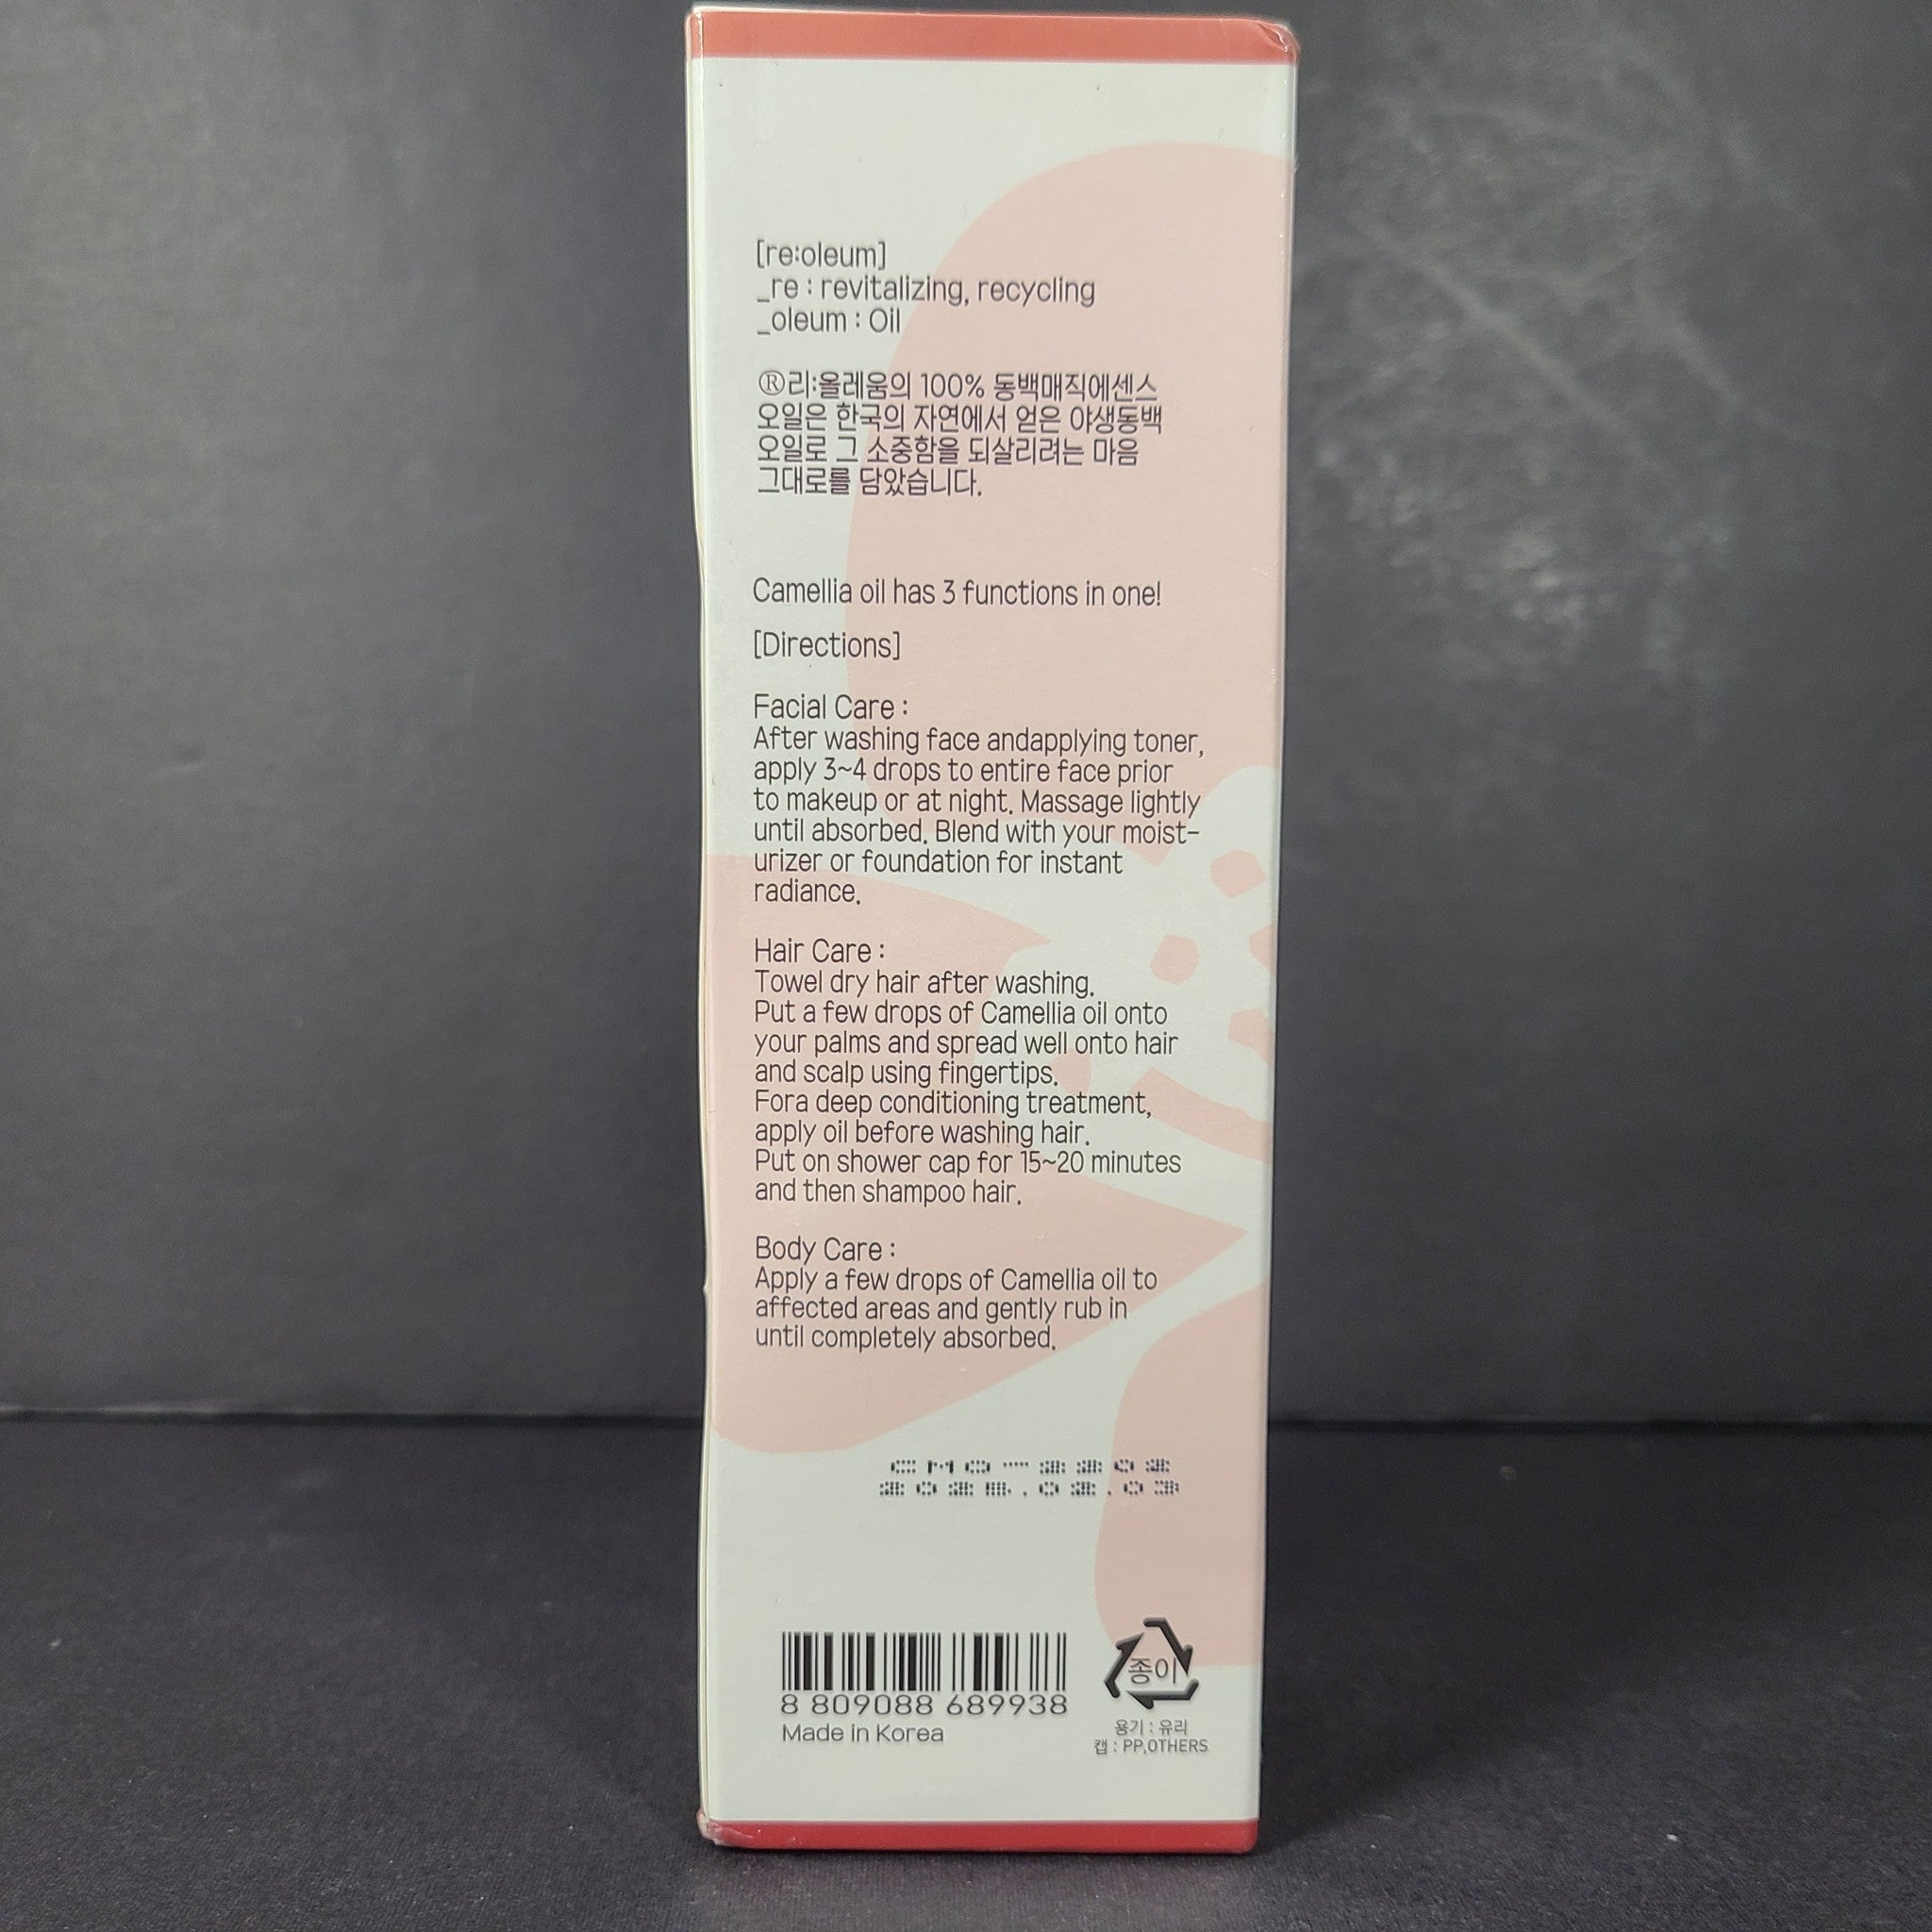 [re:oleum]
_re : revitalizing, recycling
_oleum : Oil
®리:올레움의 100% 동백매직에센스
오일은 한국의 자연에서 얻은 야생동백
오일로 그 소중함을 되살리려는 마음
그대로를 담았습니다.
Camellia oil has 3 functions in one!
[Directions]
Facial Care :
After washing face andapplying toner,
apply 3~4 drops to entire face prior
to makeup or at night. Massage lightly
until absorbed. Blend with your moist-
urizer or foundation for instant
radiance.
Hair Care :
Towel dry hair after washing.
Put a few drops of Camellia oil onto
your palms and spread well onto hair
and scalp using fingertips.
Fora deep conditioning treatment,
apply oil before washing hair.
Put on shower cap for 15~20 minutes
and then shampoo hair.
Body Care :
Apply a few drops of Camellia oil to
affected areas and gently rub in
until completely absorbed.
8 809088 689938
Made in Korea
종이
용기 : 유리
캡 : PP,OTHERS